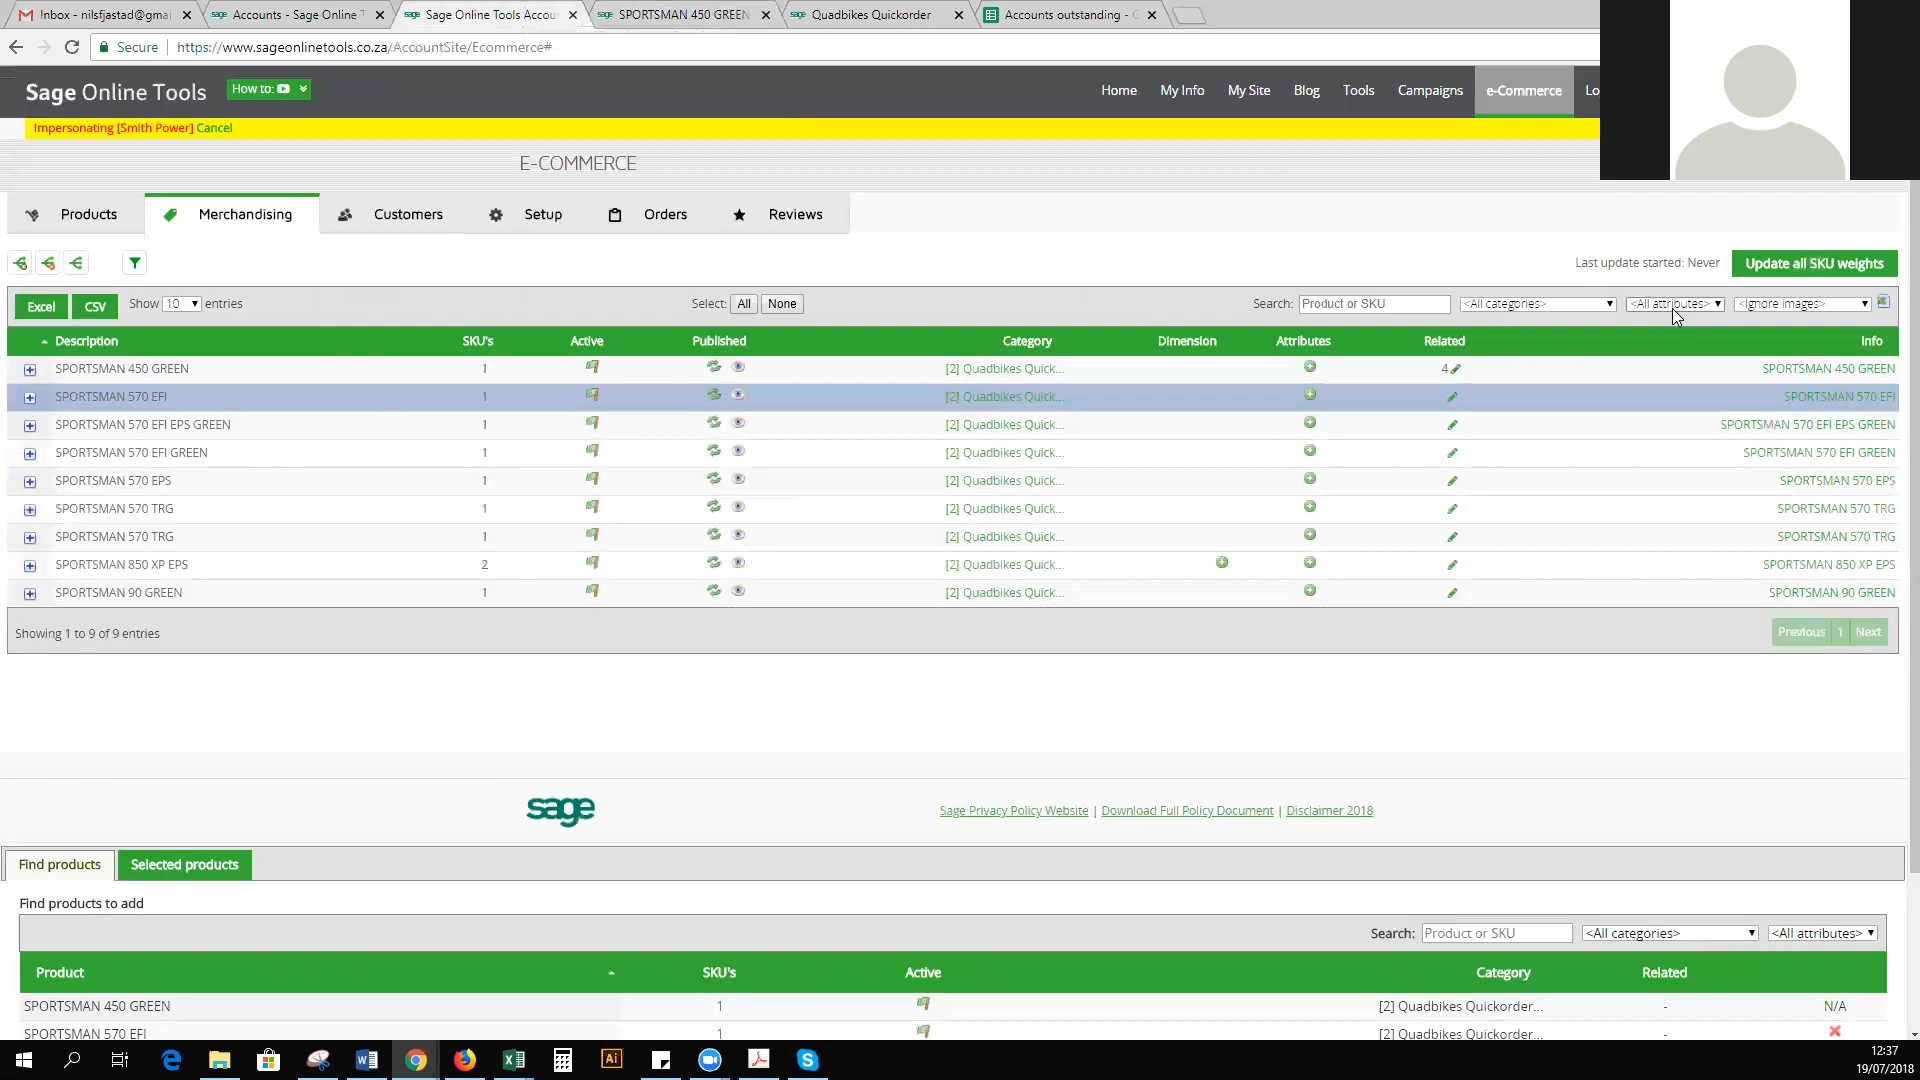 Inbox - nilsfjastad@gmai
Accounts - Sage Online T
Sage Online Tools Accou
SPORTSMAN 450 GREEN
Quadbikes Quickorder
Accounts outstanding -
Secure
https://www.sageonlinetools.co.za/AccountSite/Ecommerce#
Sage Online Tools
How to:
Home My Info My Site Blog Tools Campaigns e-Commerce Lo
Impersonating [Smith Power] Cancel
E-COMMERCE
Products Merchandising Customers Setup Orders Reviews
Last update started: Never Update all SKU weights
Excel CSV Show 10 entries Select: All None Search: Product or SKU <All categories> <All attributes> <Ignore images>
Description SKU's Active Published Category Dimension Attributes Related Info
SPORTSMAN 450 GREEN 1 [2] Quadbikes Quick... 4 SPORTSMAN 450 GREEN
SPORTSMAN 570 EFI 1 [2] Quadbikes Quick... SPORTSMAN 570 EFI
SPORTSMAN 570 EFI EPS GREEN 1 [2] Quadbikes Quick... SPORTSMAN 570 EFI EPS GREEN
SPORTSMAN 570 EFI GREEN 1 [2] Quadbikes Quick... SPORTSMAN 570 EFI GREEN
SPORTSMAN 570 EPS 1 [2] Quadbikes Quick... SPORTSMAN 570 EPS
SPORTSMAN 570 TRG 1 [2] Quadbikes Quick... SPORTSMAN 570 TRG
SPORTSMAN 570 TRG 1 [2] Quadbikes Quick... SPORTSMAN 570 TRG
SPORTSMAN 850 XP EPS 2 [2] Quadbikes Quick... SPORTSMAN 850 XP EPS
SPORTSMAN 90 GREEN 1 [2] Quadbikes Quick... SPORTSMAN 90 GREEN
Showing 1 to 9 of 9 entries Previous 1 Next
sage
Sage Privacy Policy Website | Download Full Policy Document | Disclaimer 2018
Find products Selected products
Find products to add
Search: Product or SKU <All categories> <All attributes>
Product SKU's Active Category Related
SPORTSMAN 450 GREEN 1 [2] Quadbikes Quickorder... - N/A
SPORTSMAN 570 EFI 1 [2] Quadbikes Quickorder... -
12:37
19/07/2018